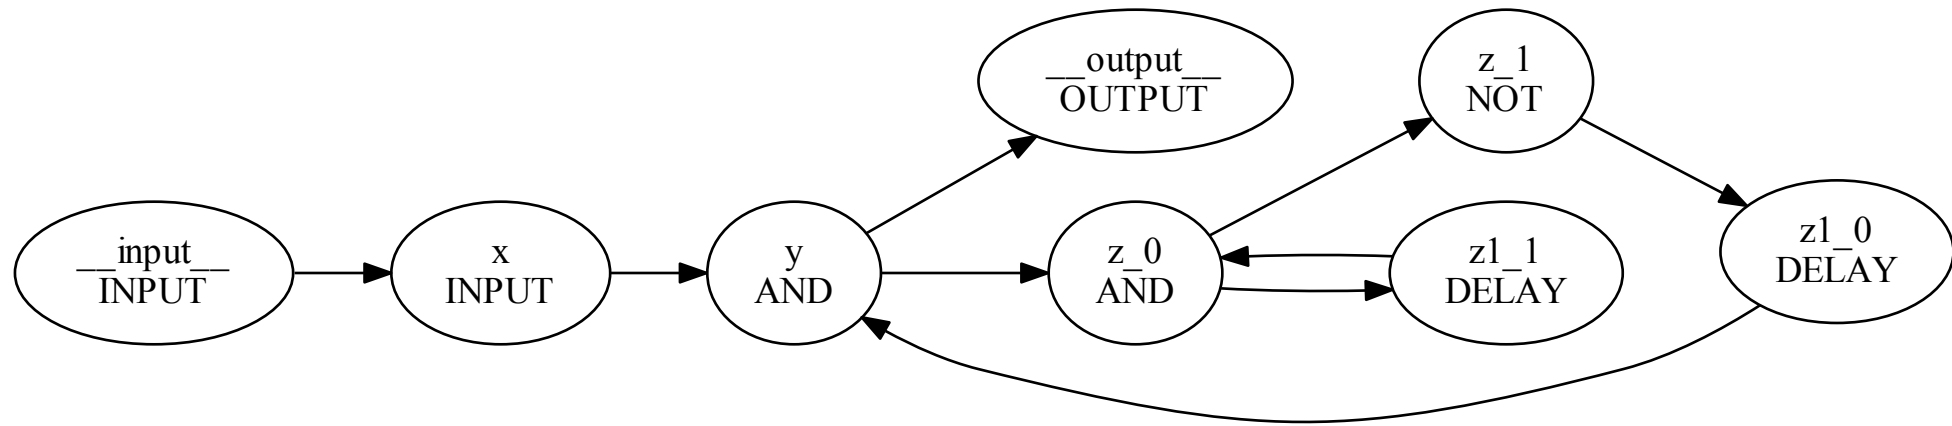 __input__
INPUT
x
INPUT
y
AND
__output__
OUTPUT
z_0
AND
z_1
NOT
z1_1
DELAY
z1_0
DELAY